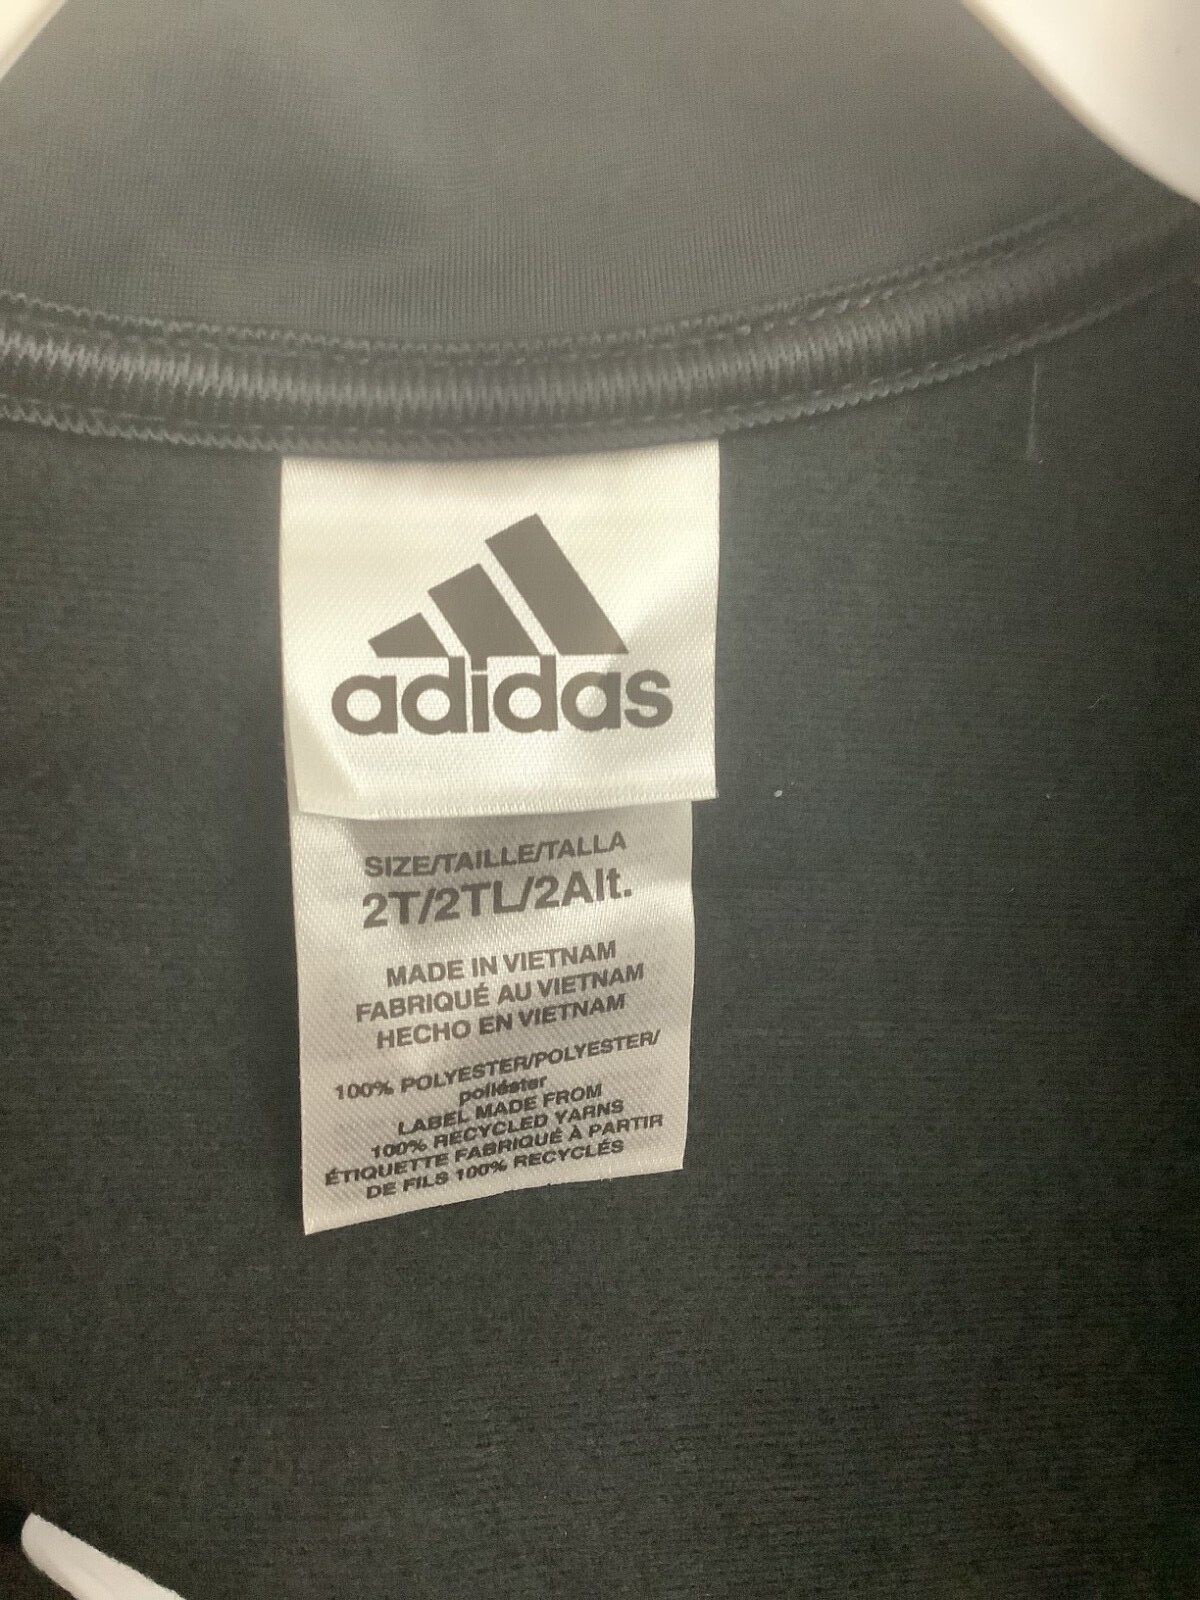 adidas
SIZE/TAILLE/TALLA
2T/2TL/2Alt.
MADE IN VIETNAM
FABRIQUÉ AU VIETNAM
HECHO EN VIETNAM
100% POLYESTER/POLYESTER/
poliéster
LABEL MADE FROM
100% RECYCLED YARNS
ÉTIQUETTE FABRIQUÉ À PARTIR
DE FILS 100% RECYCLÉS